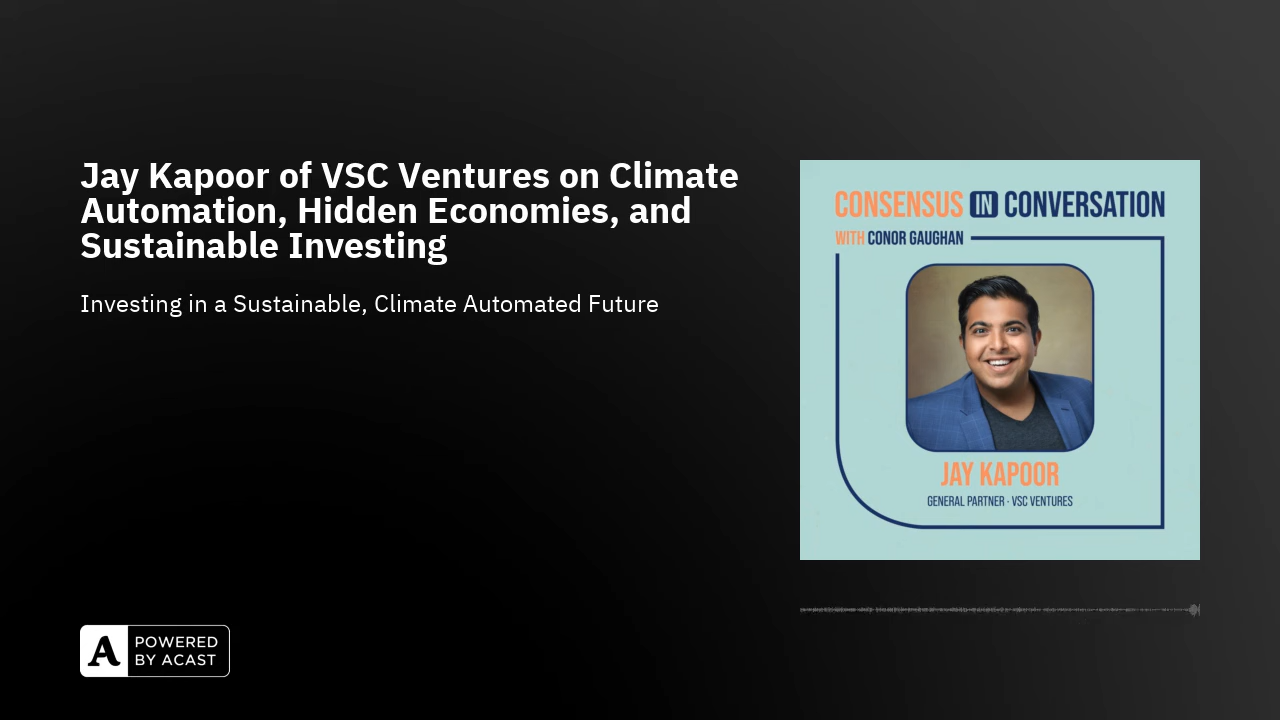 Jay Kapoor of VSC Ventures on Climate
Automation, Hidden Economies, and
Sustainable Investing
Investing in a Sustainable, Climate Automated Future
CONSENSUS IN CONVERSATION
WITH CONOR GAUGHAN
JAY KAPOOR
GENERAL PARTNER · VSC VENTURES
A POWERED
BY ACAST